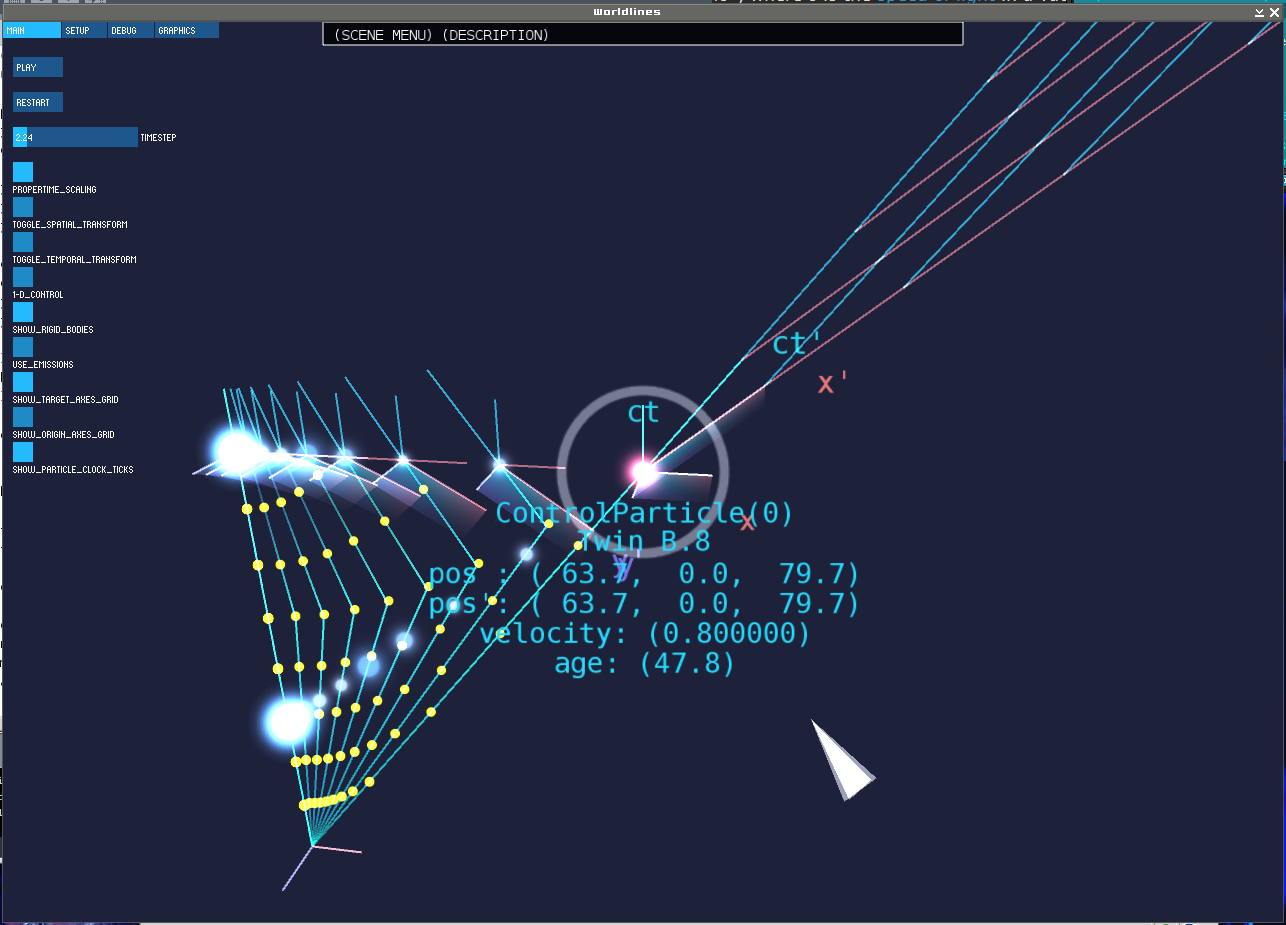 Worldlines
MAIN SETUP DEBUG GRAPHICS
(SCENE MENU) (DESCRIPTION)
PLAY
RESTART
2.24 TIMESTEP
PROPERTIME_SCALING
TOGGLE_SPATIAL_TRANSFORM
TOGGLE_TEMPORAL_TRANSFORM
1-D_CONTROL
SHOW_RIGID_BODIES
USE_EMISSIONS
SHOW_TARGET_AXES_GRID
SHOW_ORIGIN_AXES_GRID
SHOW_PARTICLE_CLOCK_TICKS
ct'
x'
ct
x
ControlParticle(0)
Twin B.8
pos : ( 63.7, 0.0, 79.7)
pos': ( 63.7, 0.0, 79.7)
velocity: (0.800000)
age: (47.8)